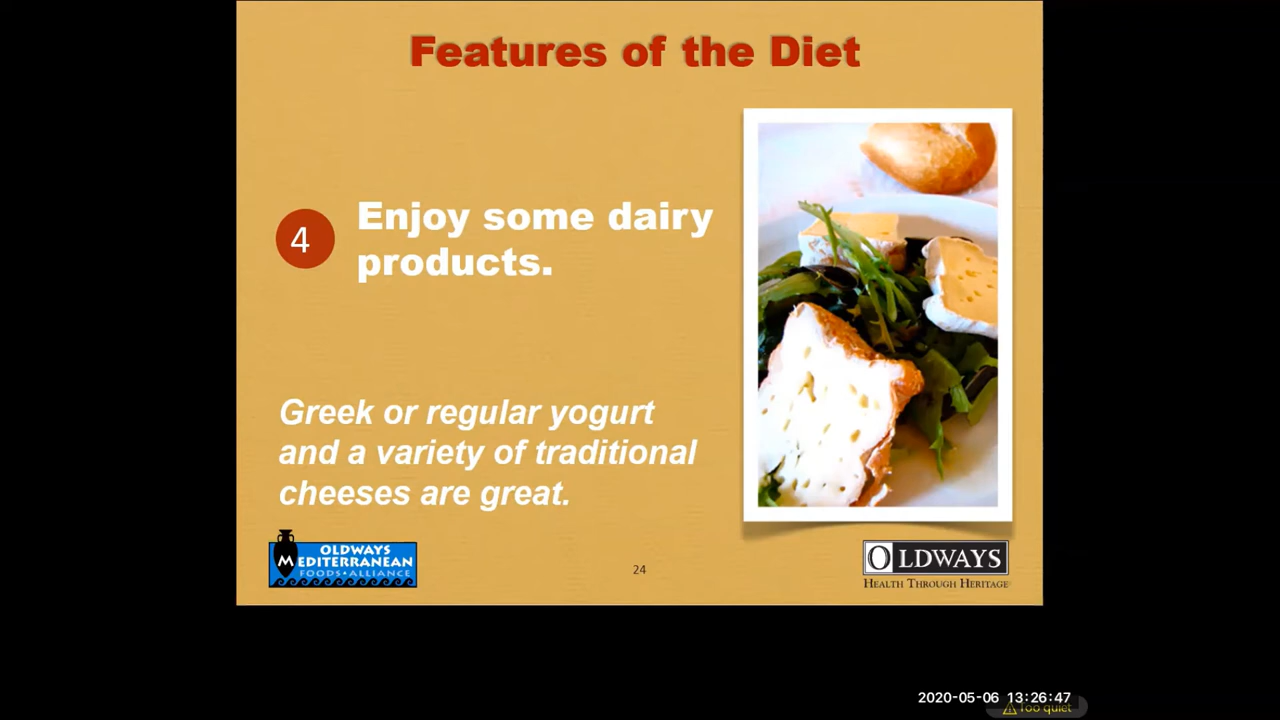 Features of the Diet
4
Enjoy some dairy
products.
Greek or regular yogurt
and a variety of traditional
cheeses are great.
OLDWAYS
MEDITERRANEAN
FOODS•ALLIANCE
24
OLDWAYS
HEALTH THROUGH HERITAGE
2020-05-06 13:26:47
Too quiet